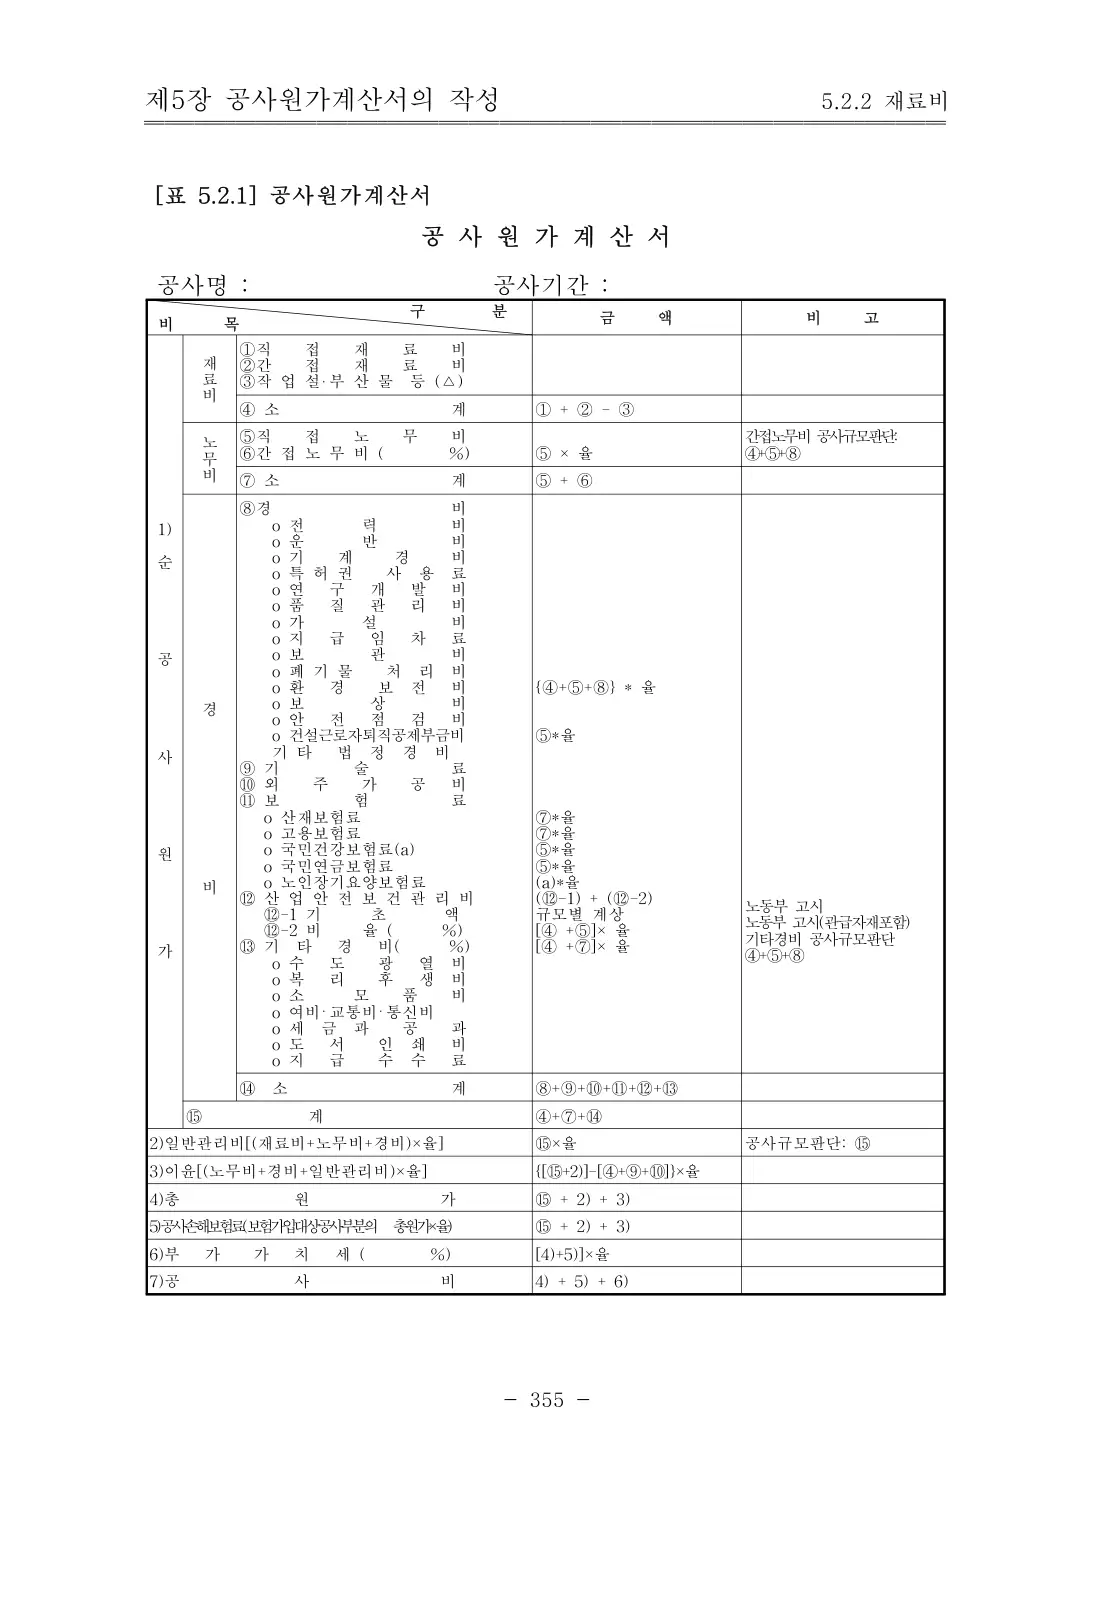 제5장 공사원가계산서의 작성 5.2.2 재료비
[표 5.2.1] 공사원가계산서
공 사 원 가 계 산 서
공사명 : 공사기간 :
구 분
비 목 금 액 비 고
1) 순 공 사 원 가
재료비
①직 접 재 료 비
②간 접 재 료 비
③작 업 설·부 산 물 등 (△)
④ 소 계 ① + ② - ③
노무비
⑤직 접 노 무 비 간접노무비 공사규모판단:
⑥간 접 노 무 비 ( %) ⑤ × 율 ④+⑤+⑧
⑦ 소 계 ⑤ + ⑥
경 비
⑧경 비
o 전 력 비
o 운 반 비
o 기 계 경 비
o 특 허 권 사 용 료
o 연 구 개 발 비
o 품 질 관 리 비
o 가 설 비
o 지 급 임 차 료
o 보 관 비
o 폐 기 물 처 리 비
o 환 경 보 전 비 {④+⑤+⑧} * 율
o 보 상 비
o 안 전 점 검 비
o 건설근로자퇴직공제부금비 ⑤*율
기 타 법 정 경 비
⑨ 기 술 료
⑩ 외 주 가 공 비
⑪ 보 험 료
o 산재보험료 ⑦*율
o 고용보험료 ⑦*율
o 국민건강보험료(a) ⑤*율
o 국민연금보험료 ⑤*율
o 노인장기요양보험료 (a)*율
⑫ 산 업 안 전 보 건 관 리 비 (⑫-1) + (⑫-2) 노동부 고시
⑫-1 기 초 액 규모별 계상 노동부 고시(관급자재포함)
⑫-2 비 율 ( %) [④ +⑤]× 율 기타경비 공사규모판단
⑬ 기 타 경 비( %) [④ +⑦]× 율 ④+⑤+⑧
o 수 도 광 열 비
o 복 리 후 생 비
o 소 모 품 비
o 여비·교통비·통신비
o 세 금 과 공 과
o 도 서 인 쇄 비
o 지 급 수 수 료
⑭ 소 계 ⑧+⑨+⑩+⑪+⑫+⑬
⑮ 계 ④+⑦+⑭
2)일반관리비[(재료비+노무비+경비)×율] ⑮×율 공사규모판단: ⑮
3)이윤[(노무비+경비+일반관리비)×율] {[⑮+2)]-[④+⑨+⑩]}×율
4)총 원 가 ⑮ + 2) + 3)
5)공사손해보험료(보험가입대상공사부분의 총원가×율) ⑮ + 2) + 3)
6)부 가 가 치 세 ( %) [4)+5)]×율
7)공 사 비 4) + 5) + 6)
- 355 -